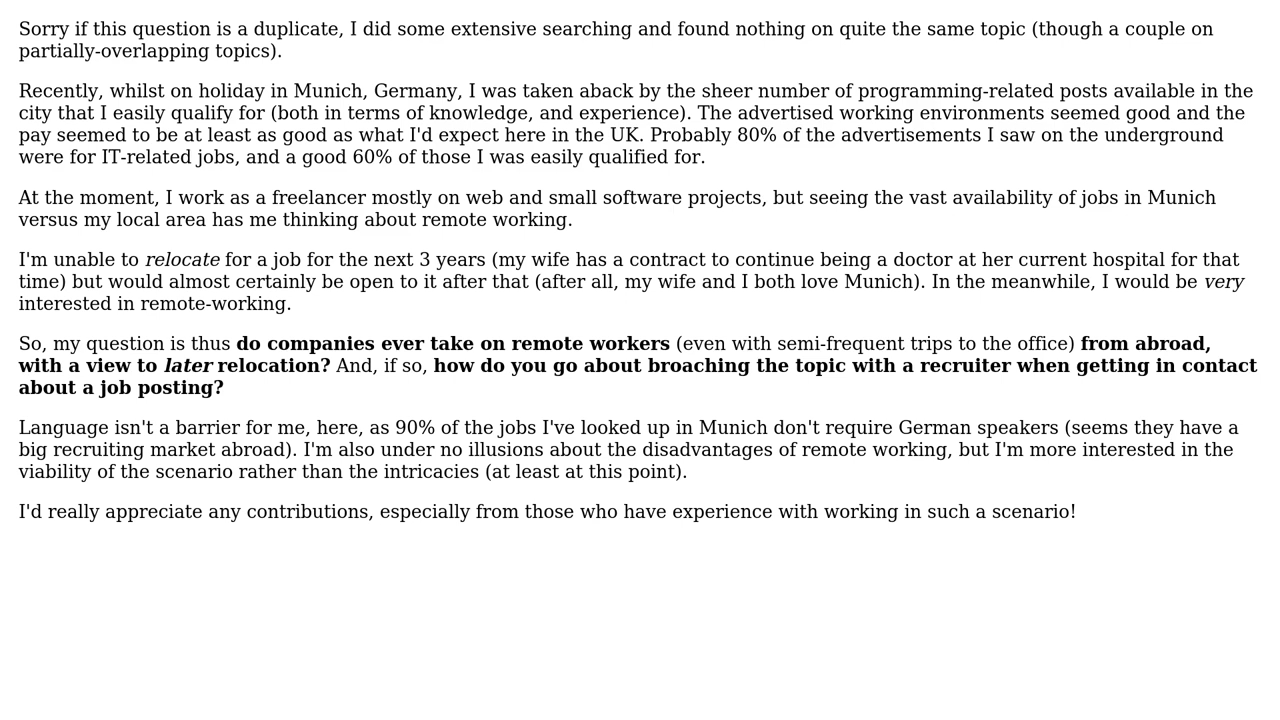 Sorry if this question is a duplicate, I did some extensive searching and found nothing on quite the same topic (though a couple on
partially-overlapping topics).
Recently, whilst on holiday in Munich, Germany, I was taken aback by the sheer number of programming-related posts available in the
city that I easily qualify for (both in terms of knowledge, and experience). The advertised working environments seemed good and the
pay seemed to be at least as good as what I'd expect here in the UK. Probably 80% of the advertisements I saw on the underground
were for IT-related jobs, and a good 60% of those I was easily qualified for.
At the moment, I work as a freelancer mostly on web and small software projects, but seeing the vast availability of jobs in Munich
versus my local area has me thinking about remote working.
I'm unable to relocate for a job for the next 3 years (my wife has a contract to continue being a doctor at her current hospital for that
time) but would almost certainly be open to it after that (after all, my wife and I both love Munich). In the meanwhile, I would be very
interested in remote-working.
So, my question is thus do companies ever take on remote workers (even with semi-frequent trips to the office) from abroad,
with a view to later relocation? And, if so, how do you go about broaching the topic with a recruiter when getting in contact
about a job posting?
Language isn't a barrier for me, here, as 90% of the jobs I've looked up in Munich don't require German speakers (seems they have a
big recruiting market abroad). I'm also under no illusions about the disadvantages of remote working, but I'm more interested in the
viability of the scenario rather than the intricacies (at least at this point).
I'd really appreciate any contributions, especially from those who have experience with working in such a scenario!